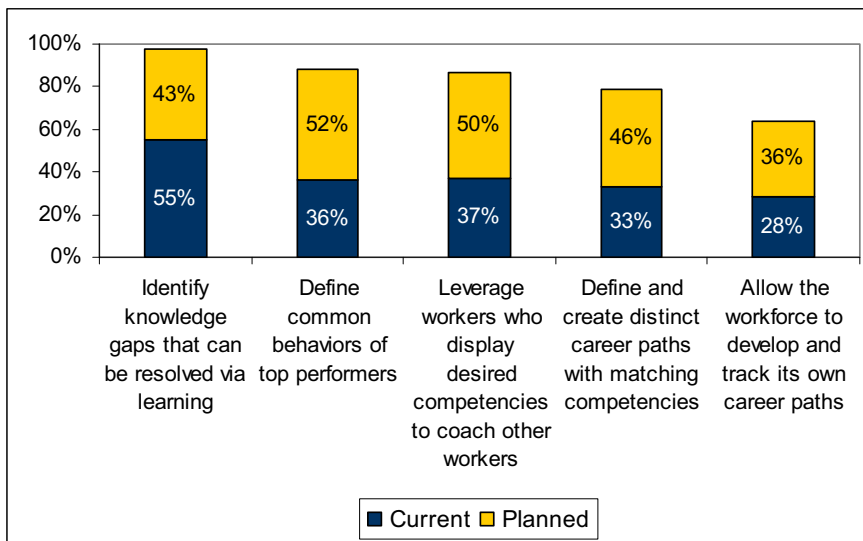 100%
80%
60%
40%
20%
0%
43%
52%
50%
46%
36%
55%
36%
37%
33%
28%
Identify
knowledge
gaps that can
be resolved via
learning
Define
common
behaviors of
top performers
Leverage
workers who
display
desired
competencies
to coach other
workers
Define and
create distinct
career paths
with matching
competencies
Allow the
workforce to
develop and
track its own
career paths
Current Planned